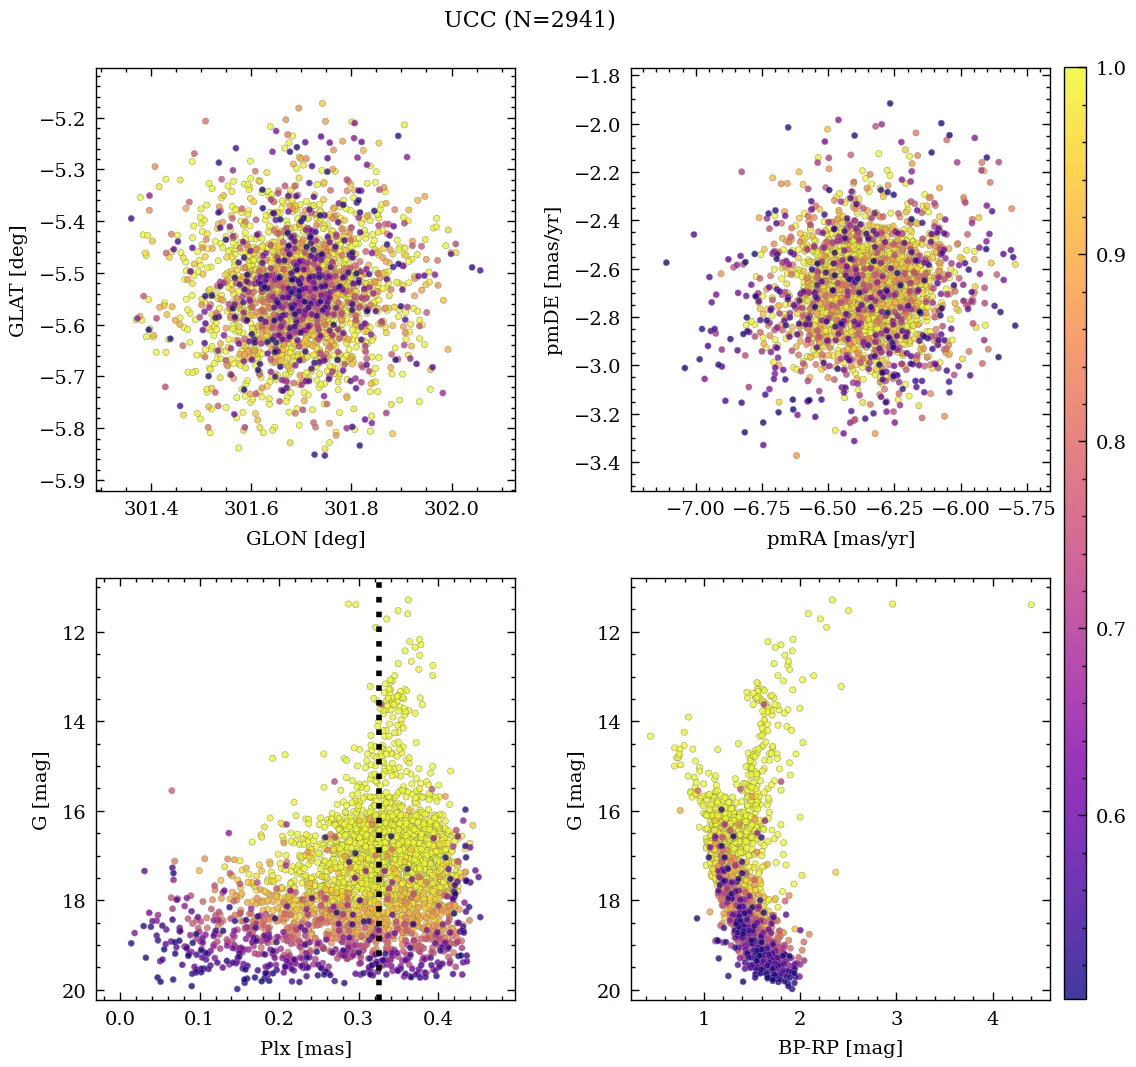 UCC (N=2941)
−5.2
−5.3
−5.4
−5.5
−5.6
−5.7
−5.8
−5.9
GLAT [deg]
301.4 301.6 301.8 302.0
GLON [deg]
−1.8
−2.0
−2.2
−2.4
−2.6
−2.8
−3.0
−3.2
−3.4
pmDE [mas/yr]
−7.00 −6.75 −6.50 −6.25 −6.00 −5.75
pmRA [mas/yr]
12
14
16
18
20
G [mag]
0.0 0.1 0.2 0.3 0.4
Plx [mas]
12
14
16
18
20
G [mag]
1 2 3 4
BP-RP [mag]
1.0
0.9
0.8
0.7
0.6